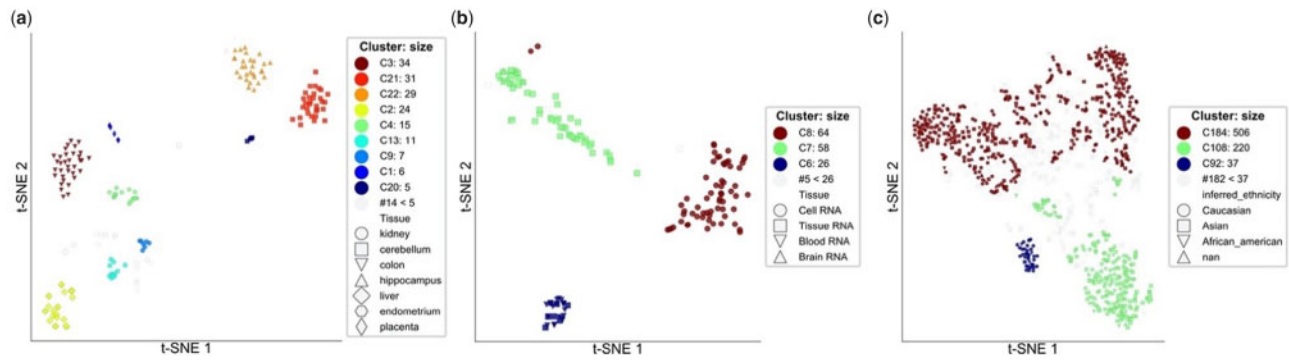 (a)
t-SNE 2
t-SNE 1
Cluster: size
C3: 34
C21: 31
C22: 29
C2: 24
C4: 15
C13: 11
C9: 7
C1: 6
C20: 5
#14 < 5
Tissue
kidney
cerebellum
colon
hippocampus
liver
endometrium
placenta
(b)
t-SNE 2
t-SNE 1
Cluster: size
C8: 64
C7: 58
C6: 26
#5 < 26
Tissue
Cell RNA
Tissue RNA
Blood RNA
Brain RNA
(c)
t-SNE 2
t-SNE 1
Cluster: size
C184: 506
C108: 220
C92: 37
#182 < 37
inferred_ethnicity
Caucasian
Asian
African_american
nan